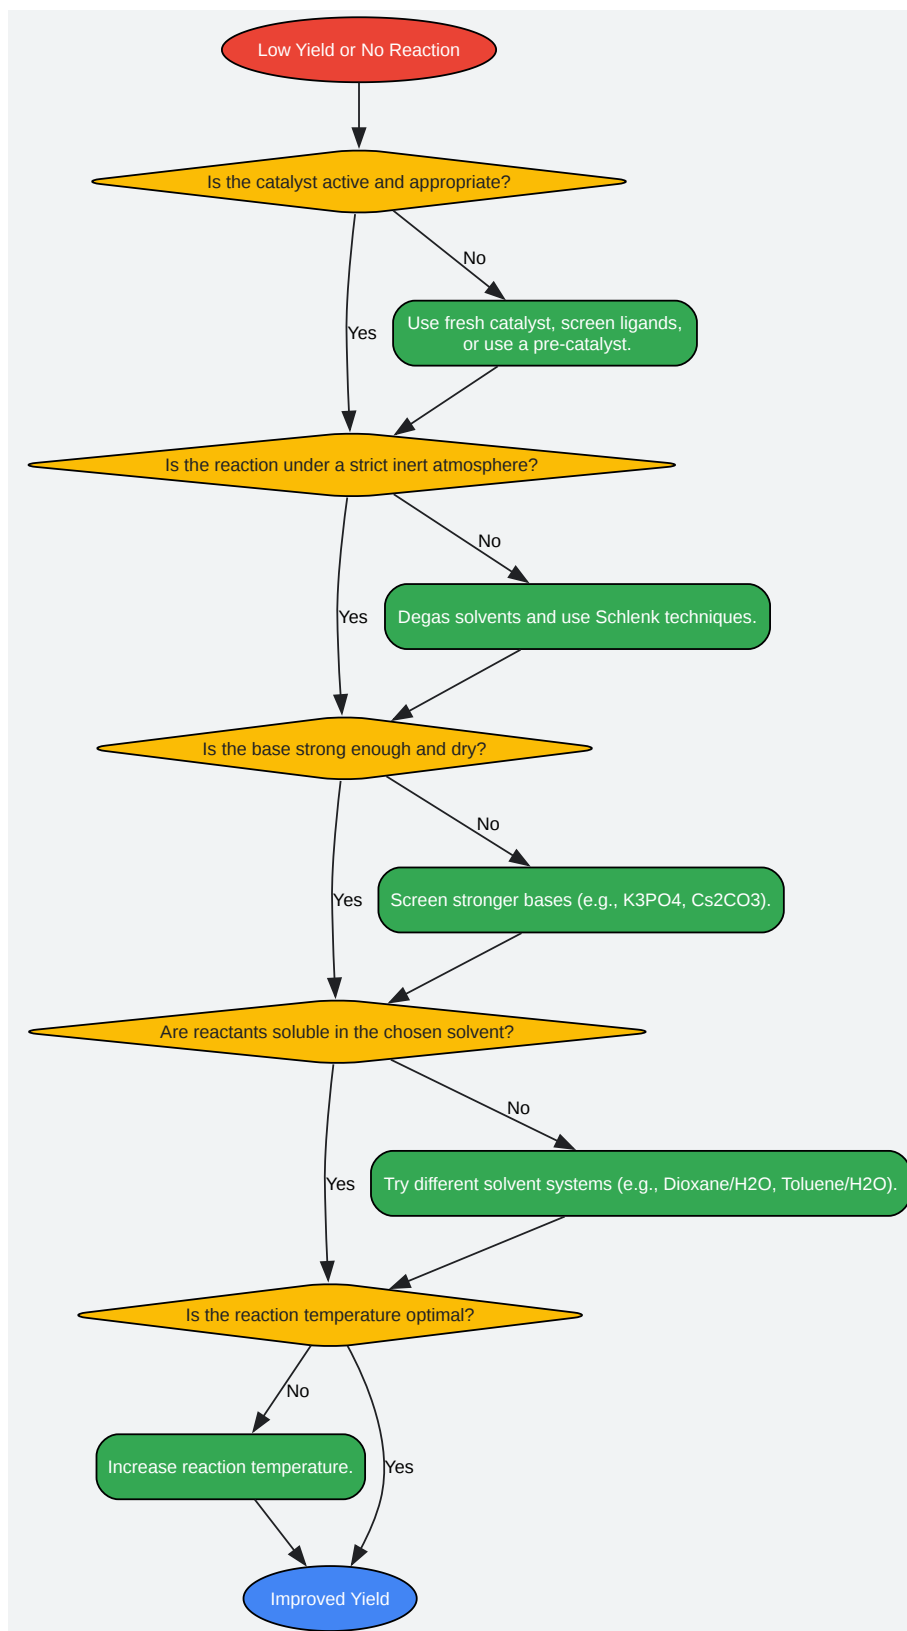 Low Yield or No Reaction
Is the catalyst active and appropriate?
No
Yes
Use fresh catalyst, screen ligands,
or use a pre-catalyst.
Is the reaction under a strict inert atmosphere?
No
Yes
Degas solvents and use Schlenk techniques.
Is the base strong enough and dry?
No
Yes
Screen stronger bases (e.g., K3PO4, Cs2CO3).
Are reactants soluble in the chosen solvent?
No
Yes
Try different solvent systems (e.g., Dioxane/H2O, Toluene/H2O).
Is the reaction temperature optimal?
No
Increase reaction temperature.
Yes
Improved Yield